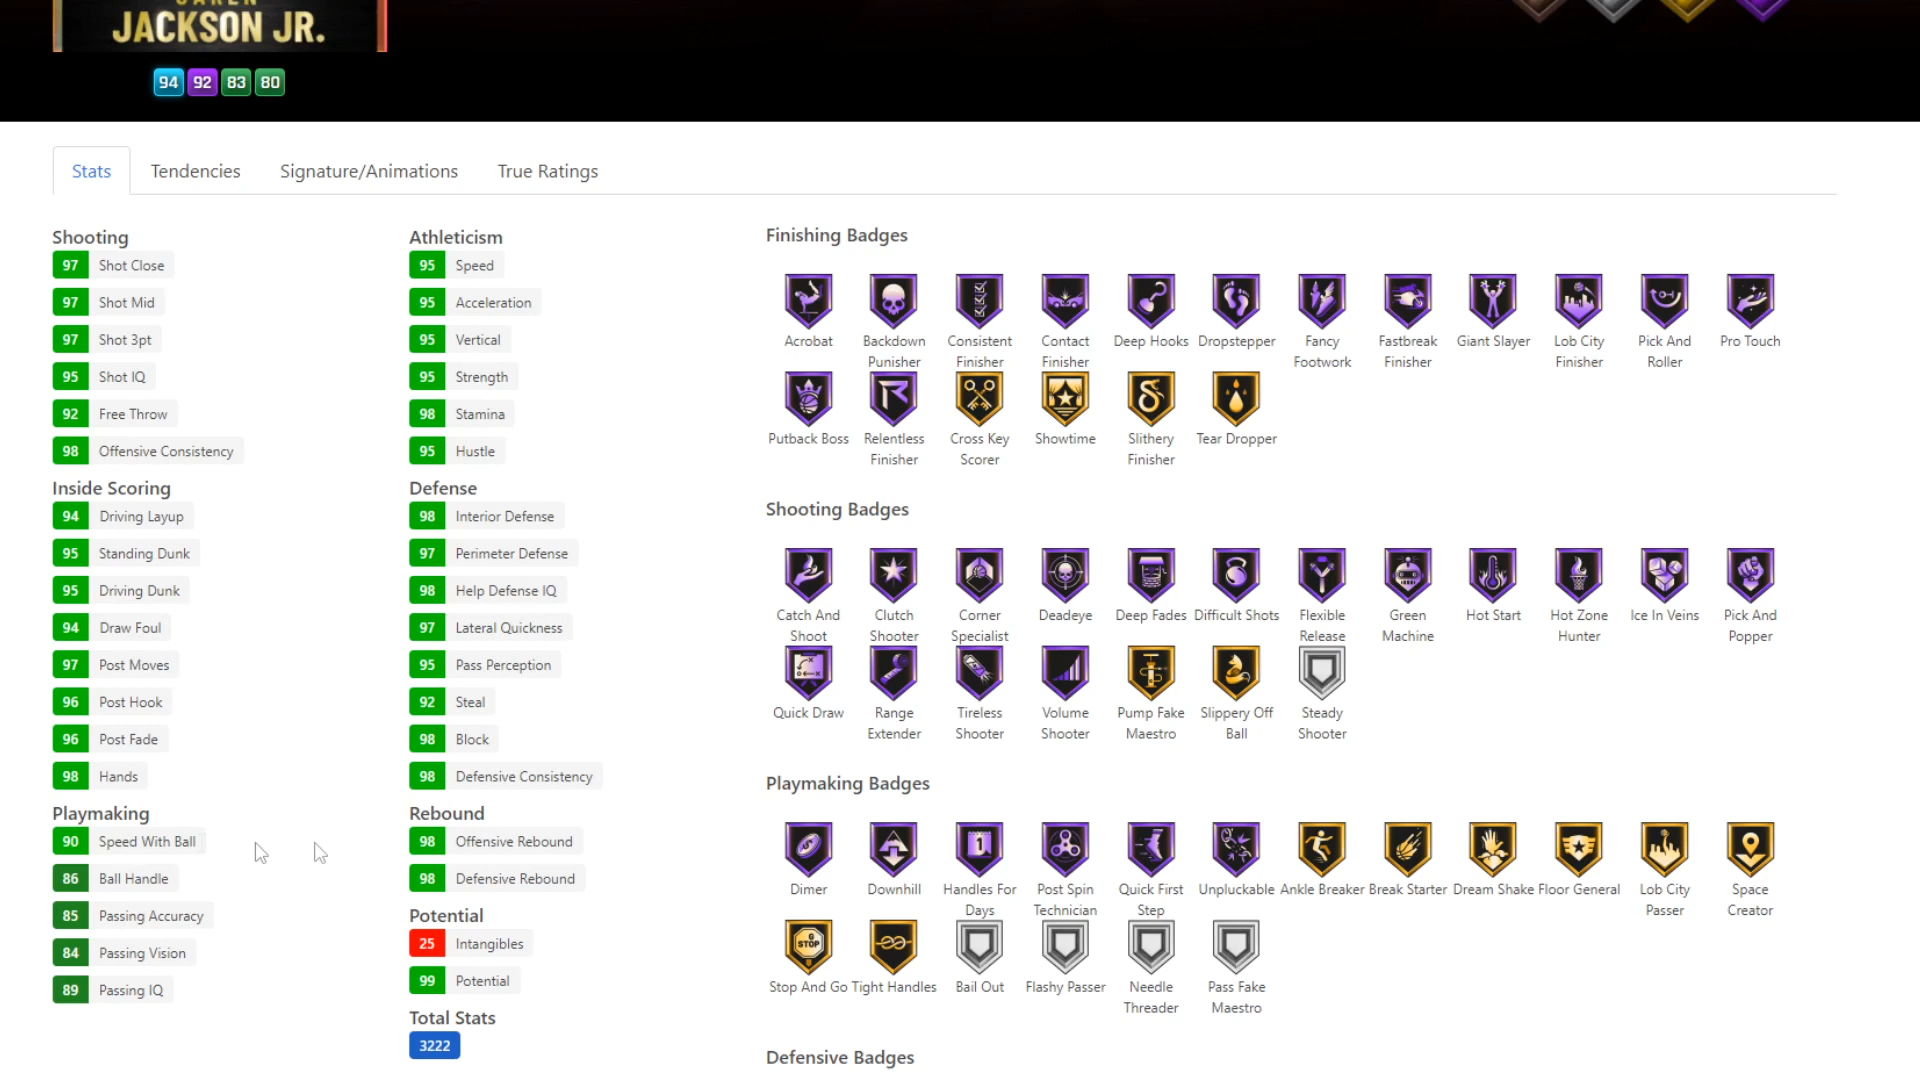 JAREN
JACKSON JR.
94 92 83 80
Stats Tendencies Signature/Animations True Ratings
Shooting
97 Shot Close
97 Shot Mid
97 Shot 3pt
95 Shot IQ
92 Free Throw
98 Offensive Consistency
Inside Scoring
94 Driving Layup
95 Standing Dunk
95 Driving Dunk
94 Draw Foul
97 Post Moves
96 Post Hook
96 Post Fade
98 Hands
Playmaking
90 Speed With Ball
86 Ball Handle
85 Passing Accuracy
84 Passing Vision
89 Passing IQ
Athleticism
95 Speed
95 Acceleration
95 Vertical
95 Strength
98 Stamina
95 Hustle
Defense
98 Interior Defense
97 Perimeter Defense
98 Help Defense IQ
97 Lateral Quickness
95 Pass Perception
92 Steal
98 Block
98 Defensive Consistency
Rebound
98 Offensive Rebound
98 Defensive Rebound
Potential
25 Intangibles
99 Potential
Total Stats
3222
Finishing Badges
Acrobat Backdown Consistent Contact Deep Hooks Dropstepper Fancy Fastbreak Giant Slayer Lob City Pick And Pro Touch
Punisher Finisher Finisher Footwork Finisher Finisher Roller
Putback Boss Relentless Cross Key Showtime Slithery Tear Dropper
Finisher Scorer Finisher
Shooting Badges
Catch And Clutch Corner Deadeye Deep Fades Difficult Shots Flexible Green Hot Start Hot Zone Ice In Veins Pick And
Shoot Shooter Specialist Release Machine Hunter Popper
Quick Draw Range Tireless Volume Pump Fake Slippery Off Steady
Extender Shooter Shooter Maestro Ball Shooter
Playmaking Badges
1
Dimer Downhill Handles For Post Spin Quick First Unpluckable Ankle Breaker Break Starter Dream Shake Floor General Lob City Space
Days Technician Step Passer Creator
STOP
Stop And Go Tight Handles Bail Out Flashy Passer Needle Pass Fake
Threader Maestro
Defensive Badges